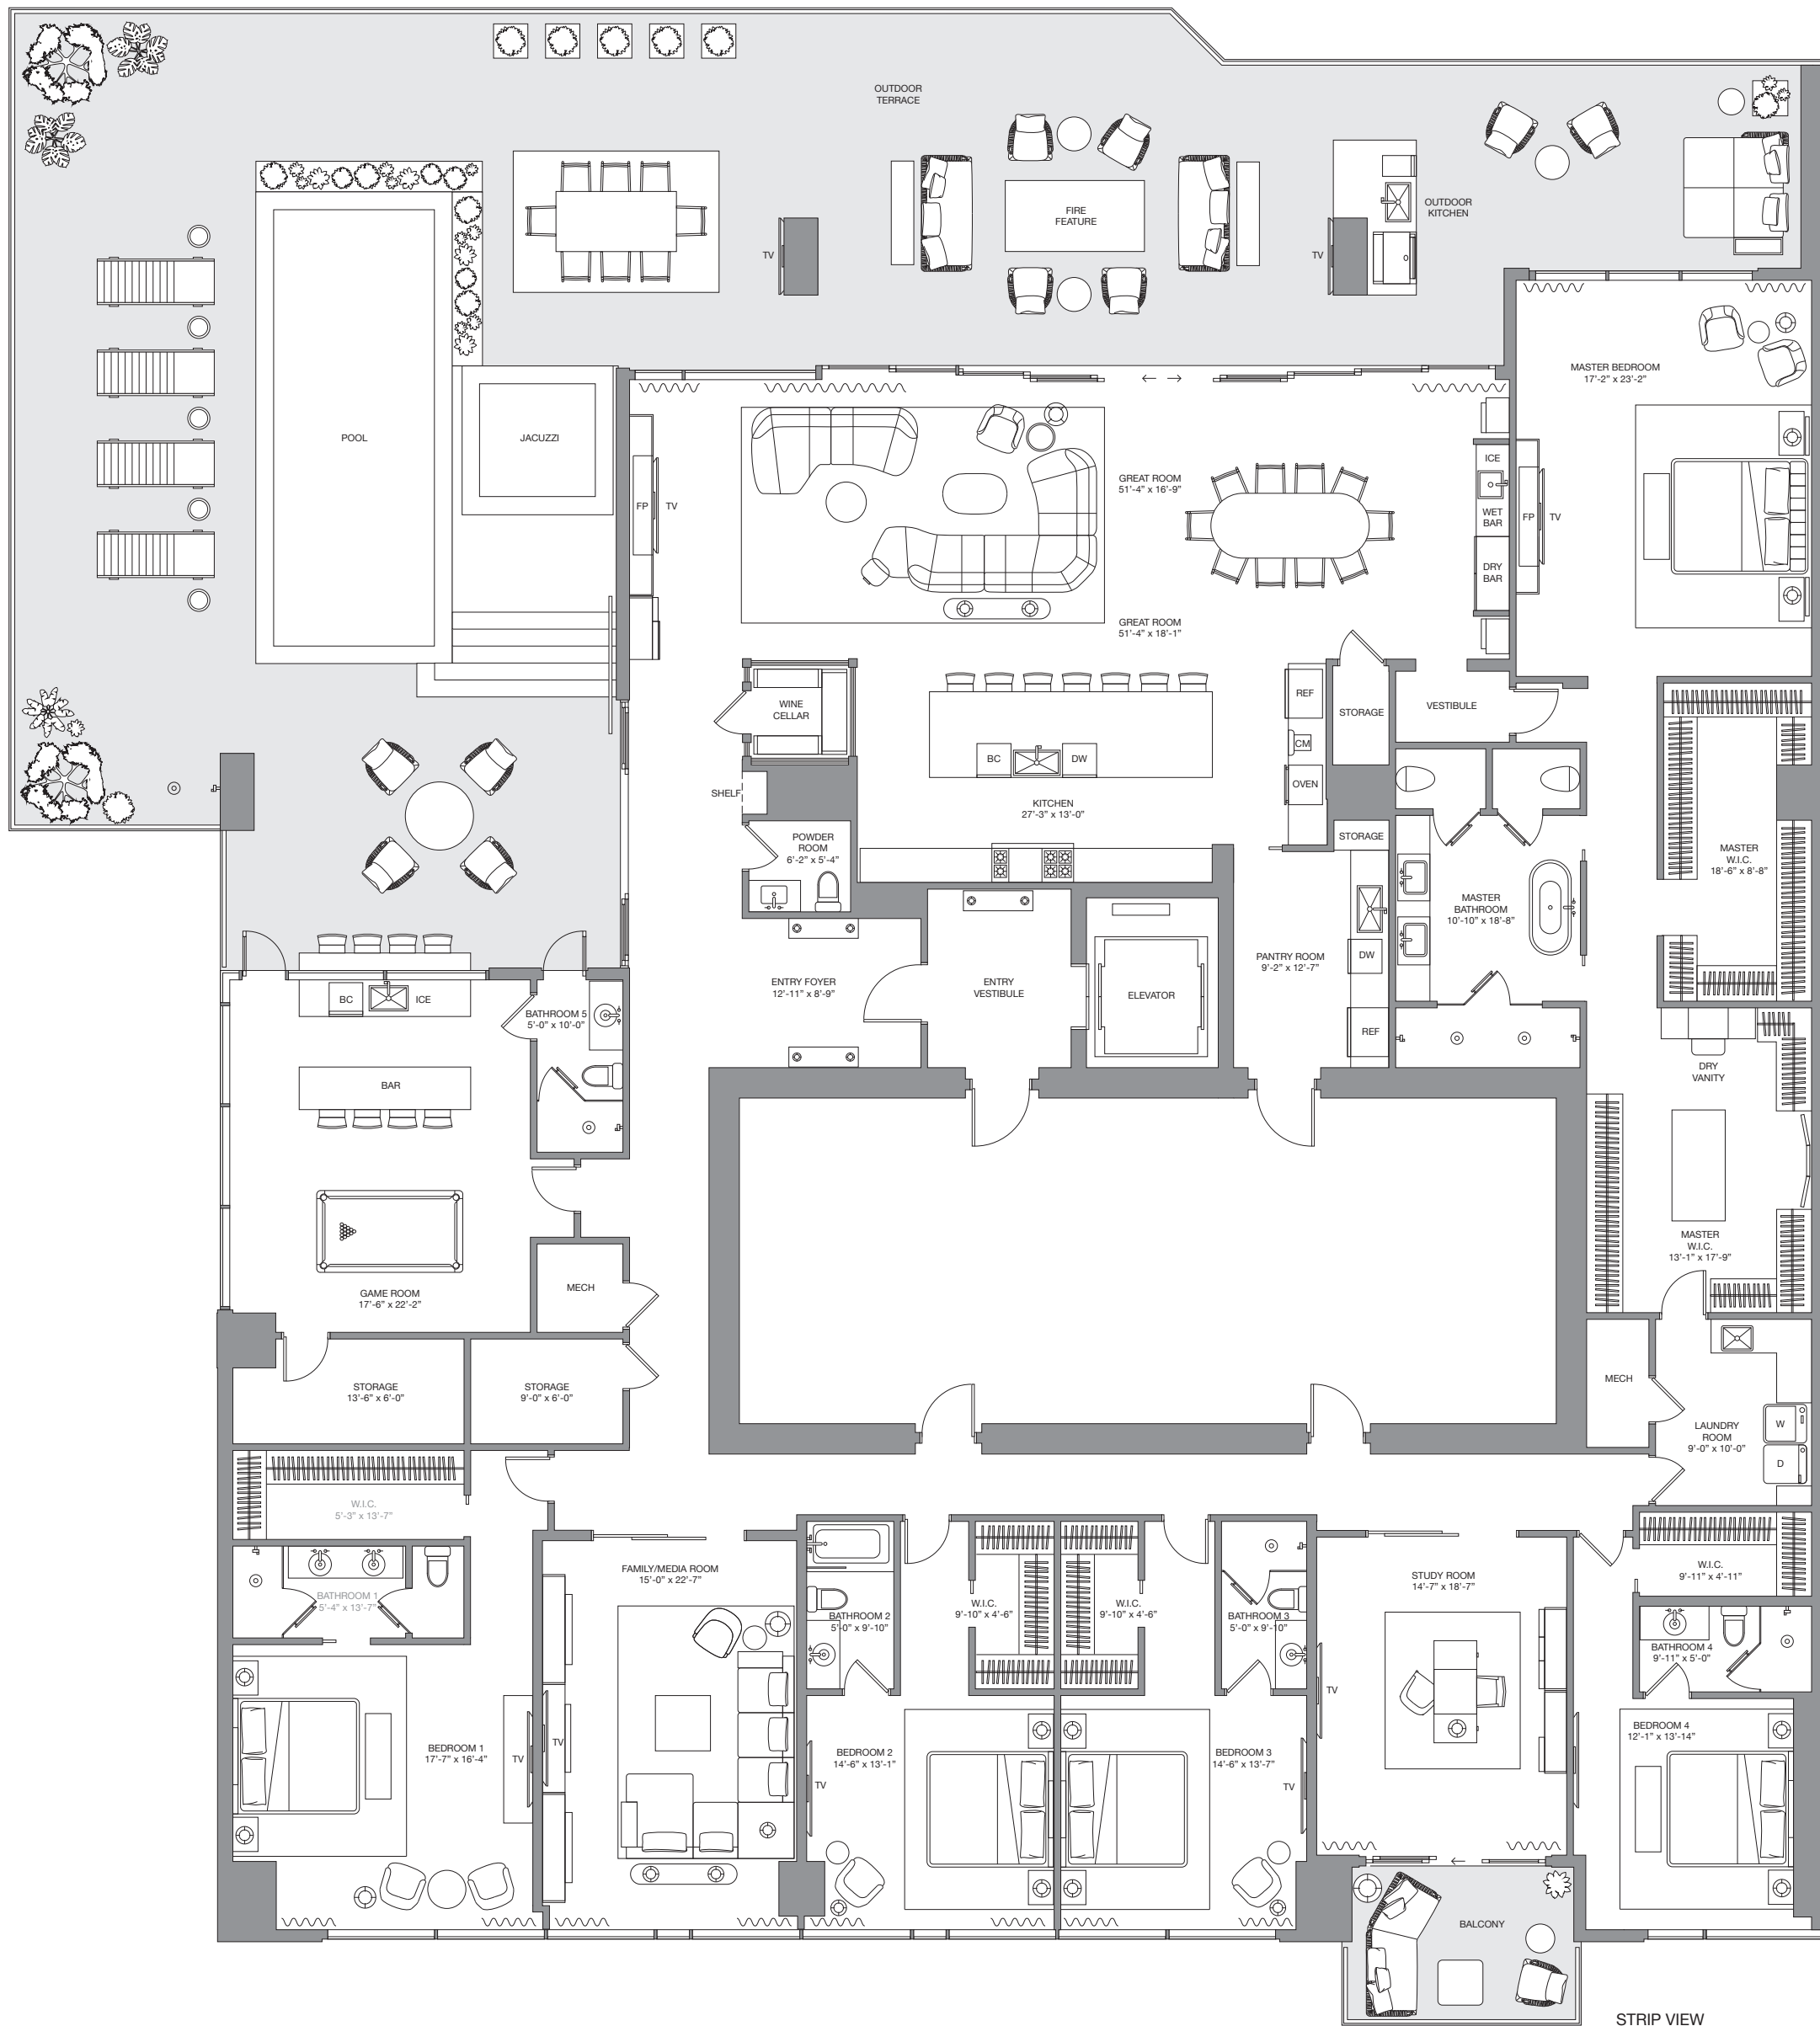 OUTDOOR
TERRACE
FIRE
FEATURE
OUTDOOR
KITCHEN
TV
TV
MASTER BEDROOM
17'-2" x 23'-2"
POOL
JACUZZI
FP
TV
GREAT ROOM
51'-4" x 16'-9"
ICE
WET
BAR
DRY
BAR
FP
TV
GREAT ROOM
51'-4" x 18'-1"
WINE
CELLAR
REF
STORAGE
VESTIBULE
CM
BC
DW
OVEN
SHELF
KITCHEN
27'-3" x 13'-0"
POWDER
ROOM
6'-2" x 5'-4"
STORAGE
MASTER
W.I.C.
18'-6" x 8'-8"
MASTER
BATHROOM
10'-10" x 18'-8"
PANTRY ROOM
9'-2" x 12'-7"
DW
ENTRY FOYER
12'-11" x 8'-9"
ENTRY
VESTIBULE
ELEVATOR
BC
ICE
BATHROOM 5
5'-0" x 10'-0"
REF
DRY
VANITY
BAR
MASTER
W.I.C.
13'-1" x 17'-9"
MECH
GAME ROOM
17'-6" x 22'-2"
STORAGE
13'-6" x 6'-0"
STORAGE
9'-0" x 6'-0"
MECH
LAUNDRY
ROOM
9'-0" x 10'-0"
W
D
W.I.C.
5'-3" x 13'-7"
FAMILY/MEDIA ROOM
15'-0" x 22'-7"
STUDY ROOM
14'-7" x 18'-7"
W.I.C.
9'-11" x 4'-11"
BATHROOM 1
5'-4" x 13'-7"
BATHROOM 2
5'-0" x 9'-10"
W.I.C.
9'-10" x 4'-6"
W.I.C.
9'-10" x 4'-6"
BATHROOM 3
5'-0" x 9'-10"
BATHROOM 4
9'-11" x 5'-0"
TV
BEDROOM 1
17'-7" x 16'-4"
TV
TV
BEDROOM 2
14'-6" x 13'-1"
TV
BEDROOM 3
14'-6" x 13'-7"
TV
BEDROOM 4
12'-1" x 13'-14"
BALCONY
STRIP VIEW